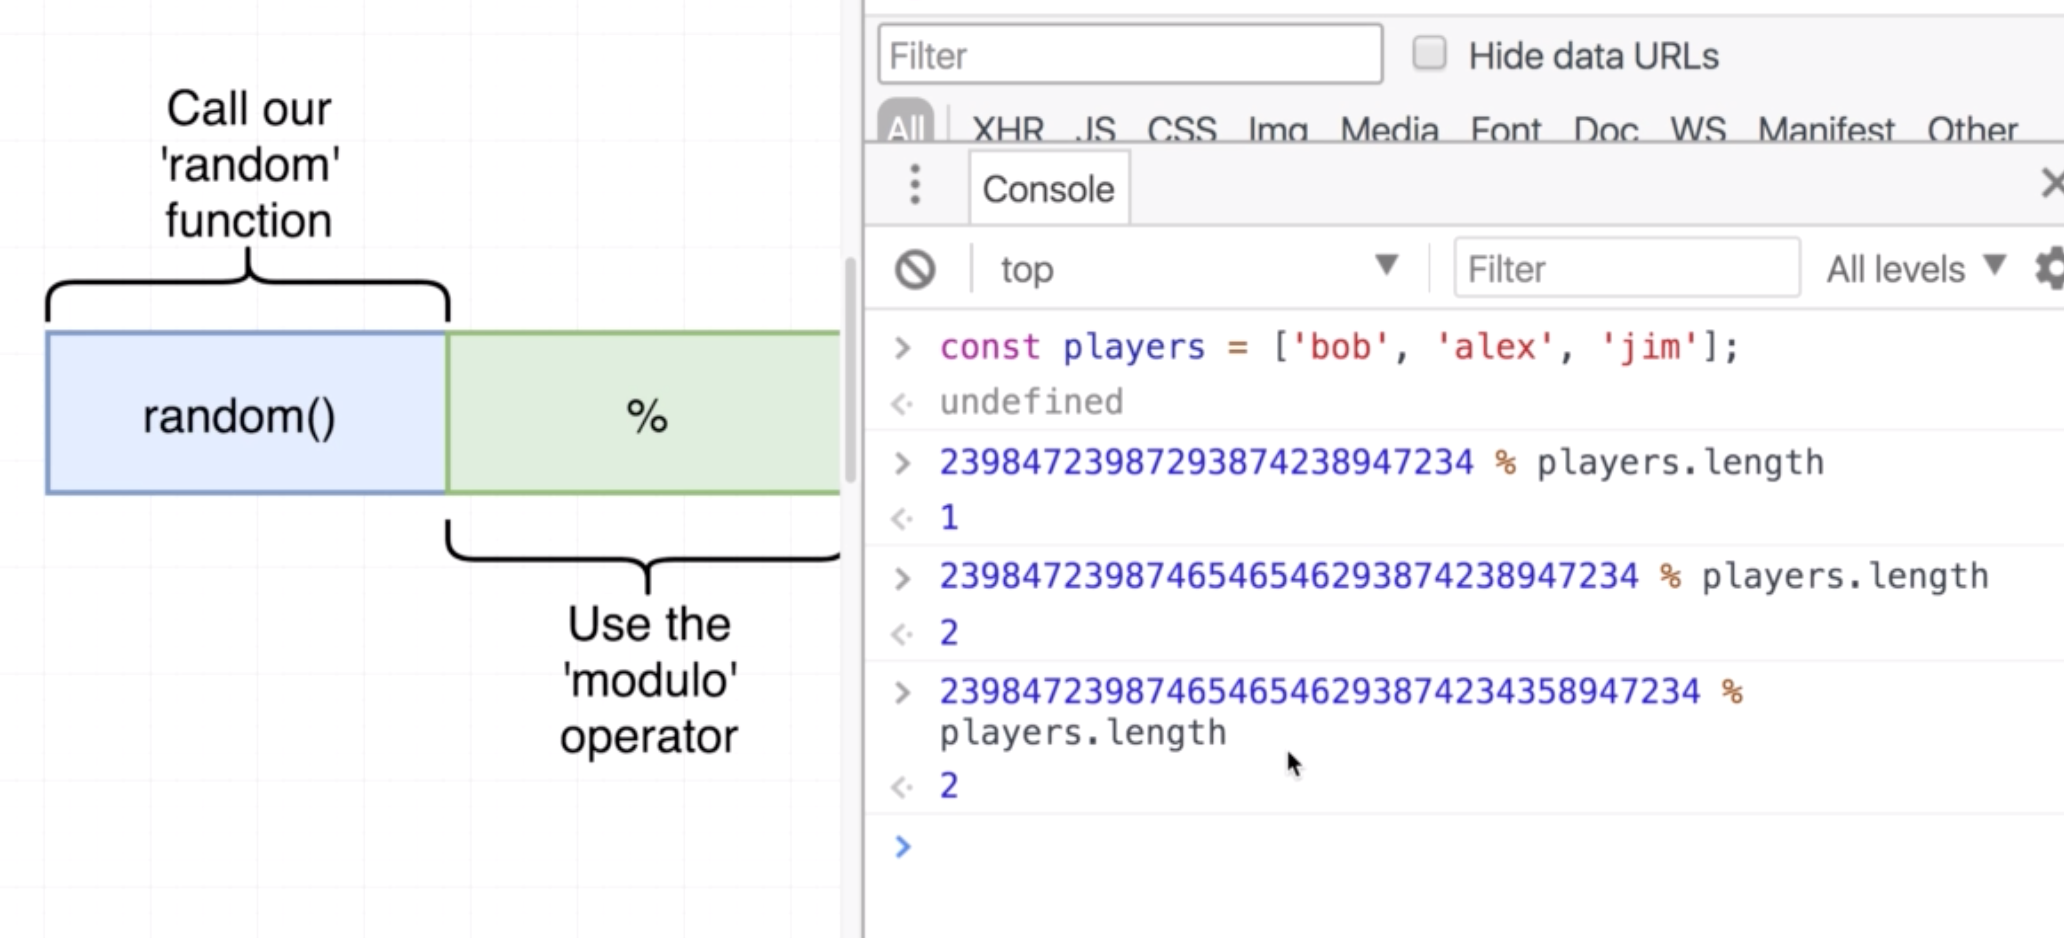 Call our
'random'
function
random()
%
Use the
'modulo'
operator
Filter
Hide data URLs
All XHR JS CSS Img Media Font Doc WS Manifest Other
Console
top
Filter
All levels
const players = ['bob', 'alex', 'jim'];
undefined
23984723987293874238947234 % players.length
1
2398472398746546546293874238947234 % players.length
2
2398472398746546546293874234358947234 %
players.length
2